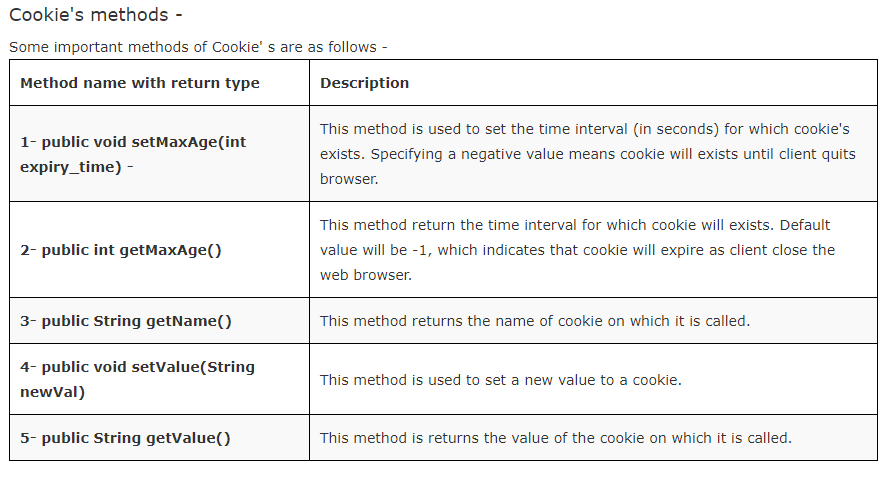 Cookie's methods -
Some important methods of Cookie' s are as follows -
Method name with return type
Description
1- public void setMaxAge(int
expiry_time) -
This method is used to set the time interval (in seconds) for which cookie's
exists. Specifying a negative value means cookie will exists until client quits
browser.
2- public int getMaxAge()
This method return the time interval for which cookie will exists. Default
value will be -1, which indicates that cookie will expire as client close the
web browser.
3- public String getName()
This method returns the name of cookie on which it is called.
4- public void setValue(String
newVal)
This method is used to set a new value to a cookie.
5- public String getValue()
This method is returns the value of the cookie on which it is called.